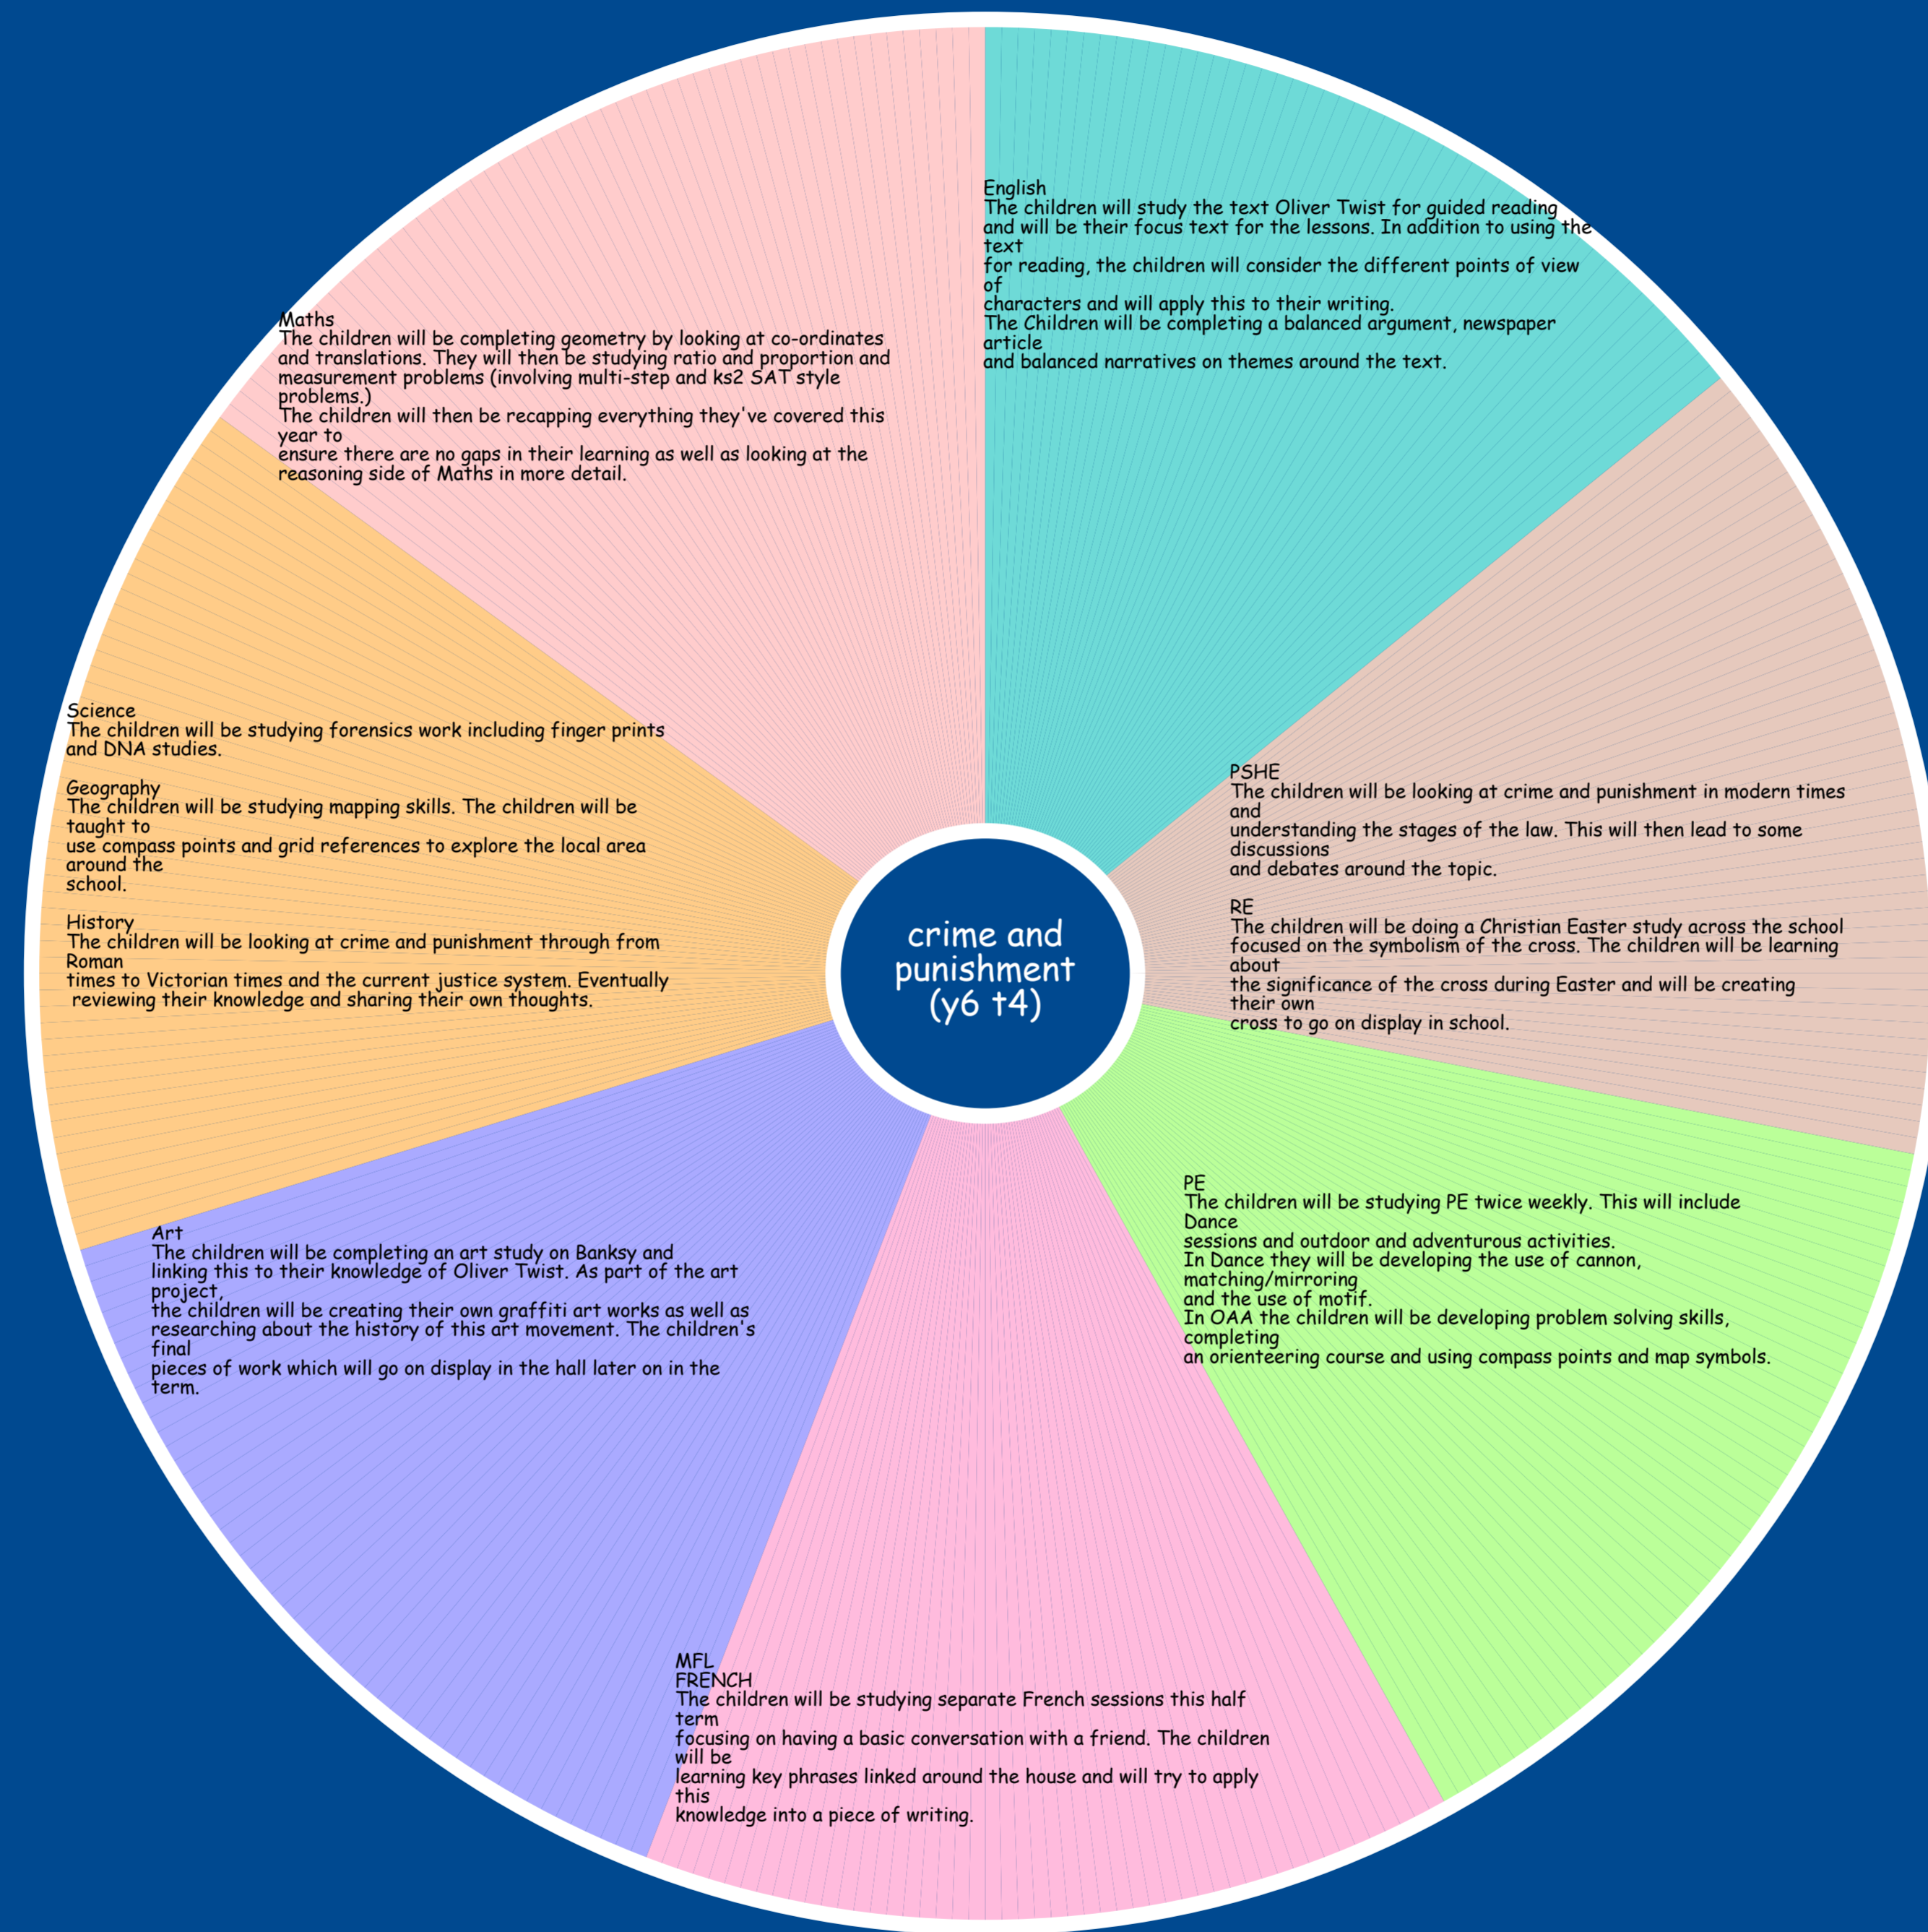 English
The children will study the text Oliver Twist for guided reading
and will be their focus text for the lessons. In addition to using the
text
for reading, the children will consider the different points of view
of
characters and will apply this to their writing.
The Children will be completing a balanced argument, newspaper
article
and balanced narratives on themes around the text.
Maths
The children will be completing geometry by looking at co-ordinates
and translations. They will then be studying ratio and proportion and
measurement problems (involving multi-step and ks2 SAT style
problems.)
The children will then be recapping everything they've covered this
year to
ensure there are no gaps in their learning as well as looking at the
reasoning side of Maths in more detail.
Science
The children will be studying forensics work including finger prints
and DNA studies.
Geography
The children will be studying mapping skills. The children will be
taught to
use compass points and grid references to explore the local area
around the
school.
History
The children will be looking at crime and punishment through from
Roman
times to Victorian times and the current justice system. Eventually
reviewing their knowledge and sharing their own thoughts.
PSHE
The children will be looking at crime and punishment in modern times
and
understanding the stages of the law. This will then lead to some
discussions
and debates around the topic.
RE
The children will be doing a Christian Easter study across the school
focused on the symbolism of the cross. The children will be learning
about
the significance of the cross during Easter and will be creating
their own
cross to go on display in school.
crime and
punishment
(y6 t4)
PE
The children will be studying PE twice weekly. This will include
Dance
sessions and outdoor and adventurous activities.
In Dance they will be developing the use of cannon,
matching/mirroring
and the use of motif.
In OAA the children will be developing problem solving skills,
completing
an orienteering course and using compass points and map symbols.
Art
The children will be completing an art study on Banksy and
linking this to their knowledge of Oliver Twist. As part of the art
project,
the children will be creating their own graffiti art works as well as
researching about the history of this art movement. The children's
final
pieces of work which will go on display in the hall later on in the
term.
MFL
FRENCH
The children will be studying separate French sessions this half
term
focusing on having a basic conversation with a friend. The children
will be
learning key phrases linked around the house and will try to apply
this
knowledge into a piece of writing.